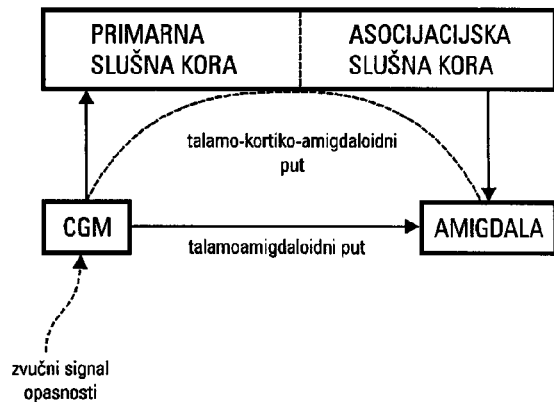 PRIMARNA
SLUŠNA KORA
ASOCIJACIJSKA
SLUŠNA KORA
talamo-kortiko-amigdaloidni
put
CGM
AMIGDALA
talamoamigdaloidni put
zvučni signal
opasnosti